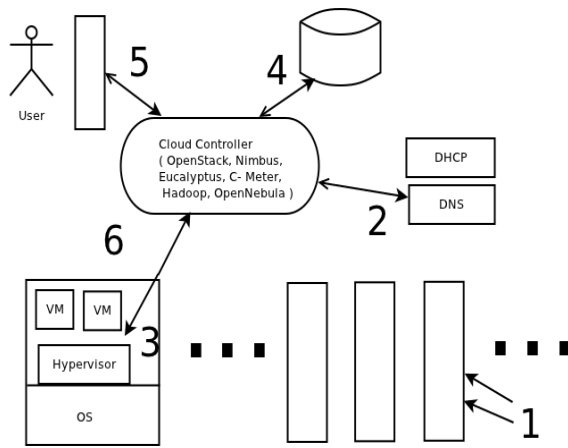 5
4
User
Cloud Controller
( OpenStack, Nimbus,
Eucalyptus, C- Meter,
Hadoop, OpenNebula )
DHCP
DNS
2
6
VM
VM
3
Hypervisor
OS
1